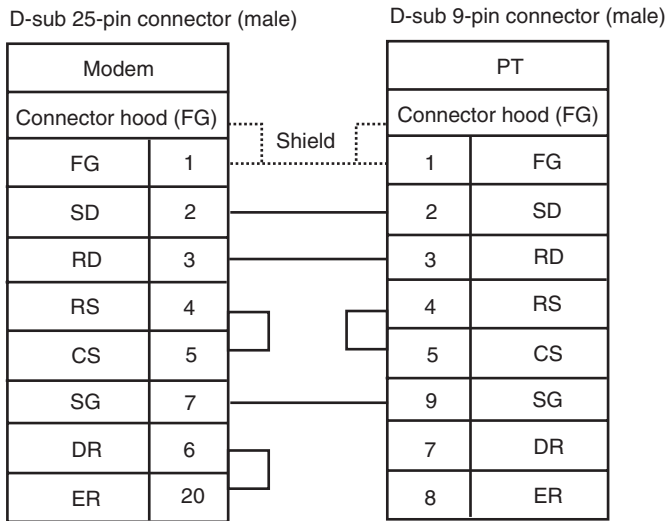 D-sub 25-pin connector (male) D-sub 9-pin connector (male)
Modem PT
Connector hood (FG) Connector hood (FG)
Shield
FG 1 1 FG
SD 2 2 SD
RD 3 3 RD
RS 4 4 RS
CS 5 5 CS
SG 7 9 SG
DR 6 7 DR
ER 20 8 ER